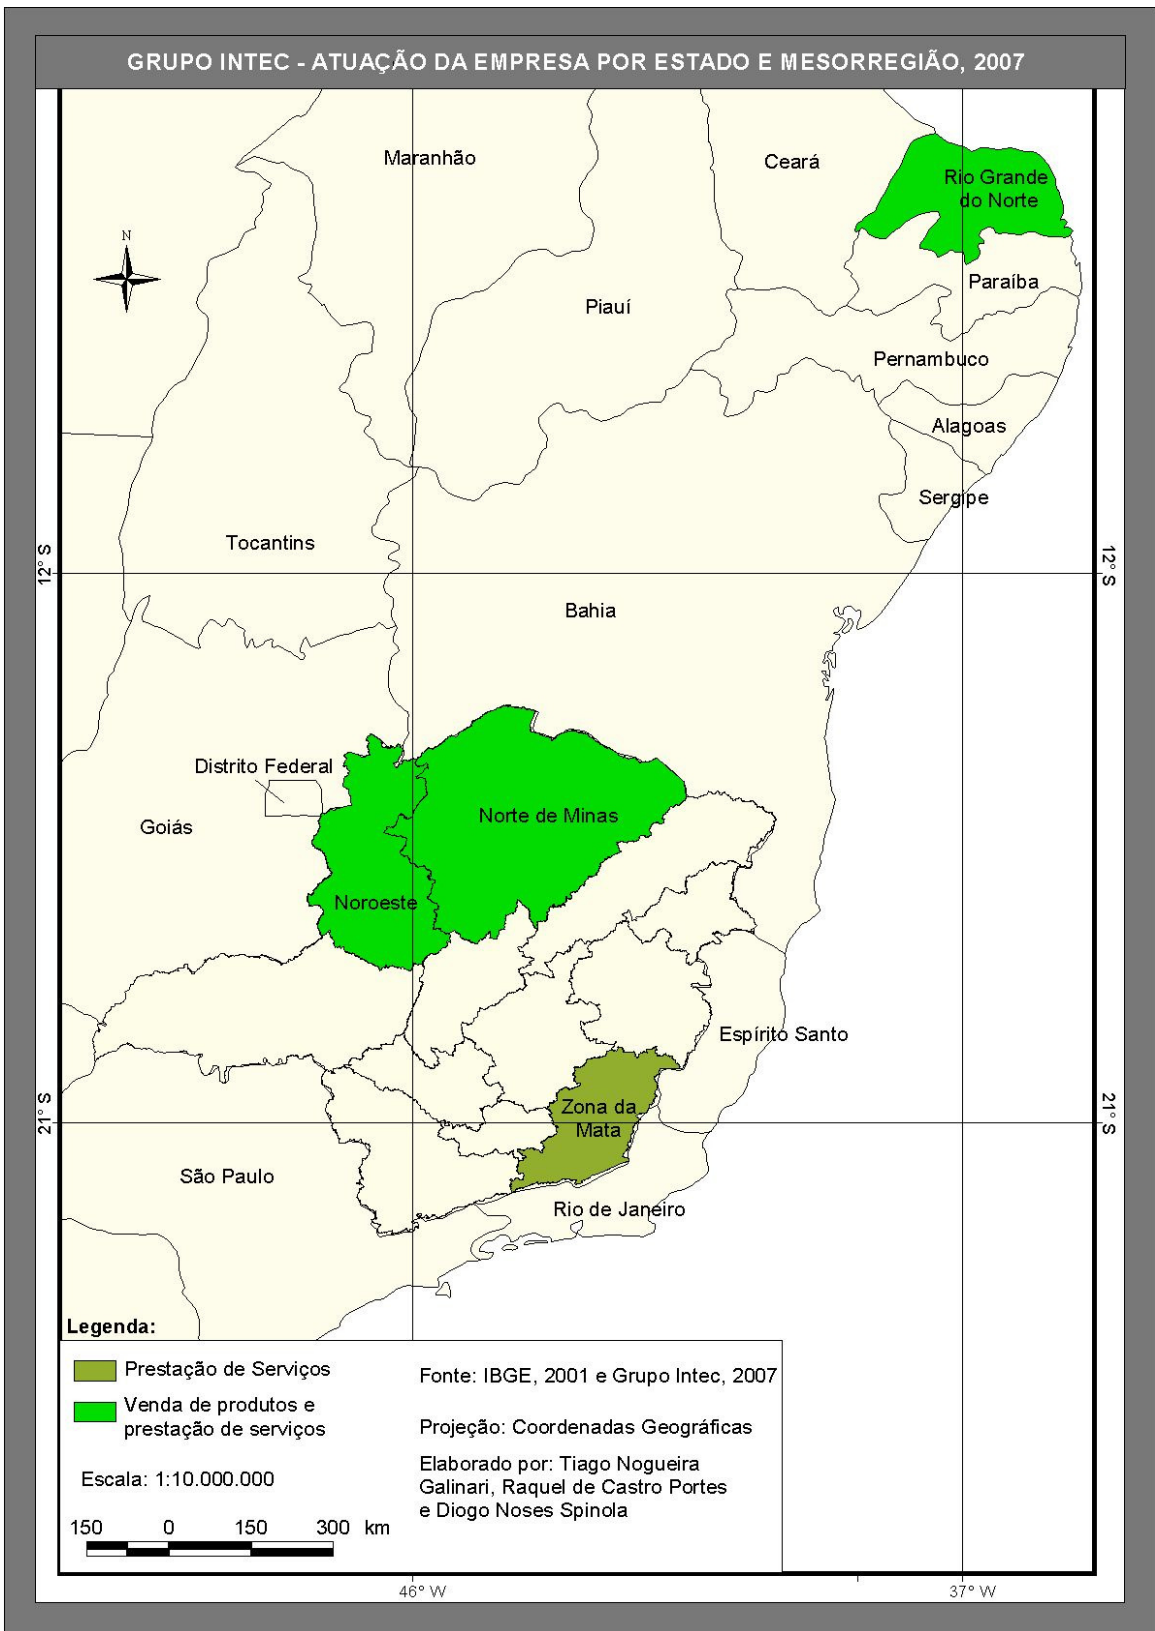 GRUPO INTEC - ATUAÇÃO DA EMPRESA POR ESTADO E MESORREGIÃO, 2007
Maranhão
Ceará
Rio Grande
do Norte
N
Paraíba
Piauí
Pernambuco
Alagoas
Sergipe
Tocantins
12° S
12° S
Bahia
Distrito Federal
Goiás
Norte de Minas
Noroeste
Espírito Santo
Zona da
Mata
21° S
21° S
São Paulo
Rio de Janeiro
Legenda:
Prestação de Serviços
Venda de produtos e
prestação de serviços
Escala: 1:10.000.000
150 0 150 300 km
Fonte: IBGE, 2001 e Grupo Intec, 2007
Projeção: Coordenadas Geográficas
Elaborado por: Tiago Nogueira
Galinari, Raquel de Castro Portes
e Diogo Noses Spinola
46° W
37° W